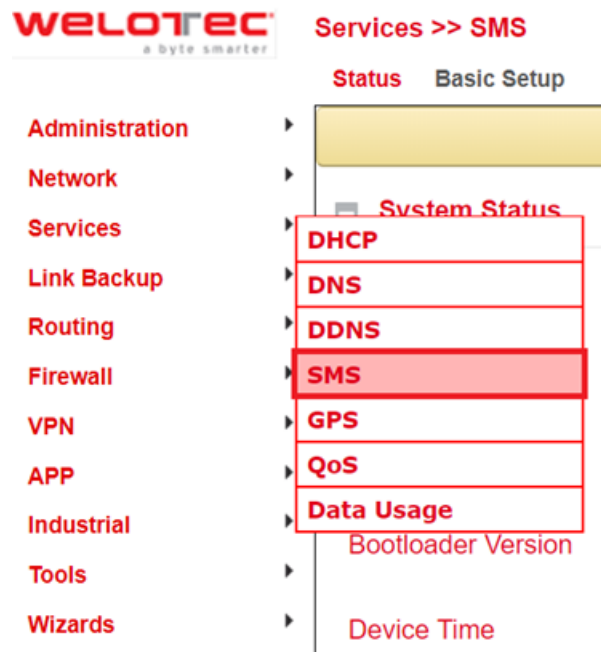 WELOTEC
a byte smarter
Services >> SMS
Status Basic Setup
Administration
Network
Services
Link Backup
Routing
Firewall
VPN
APP
Industrial
Tools
Wizards
System Status
DHCP
DNS
DDNS
SMS
GPS
QoS
Data Usage
Bootloader Version
Device Time